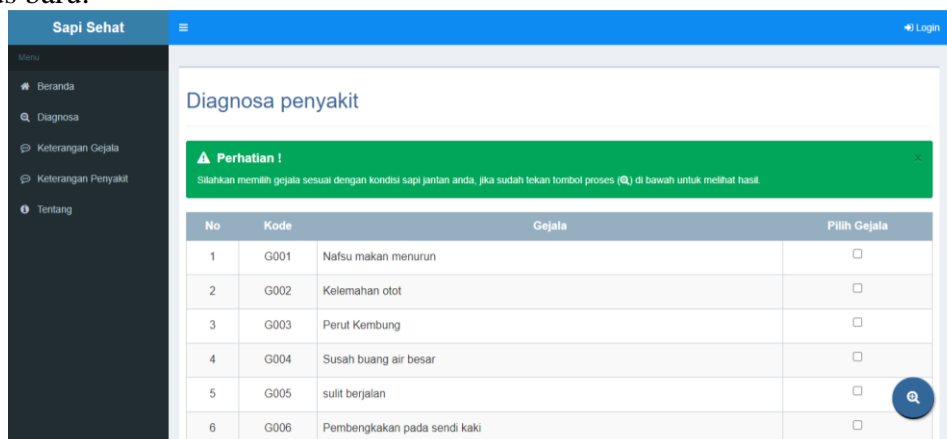 Sapi Sehat
Login
Menu
Beranda
Diagnosa
Keterangan Gejala
Keterangan Penyakit
Tentang
Diagnosa penyakit
Perhatian !
×
Silahkan memilih gejala sesuai dengan kondisi sapi jantan anda, jika sudah tekan tombol proses () di bawah untuk melihat hasil.
No Kode Gejala Pilih Gejala
1 G001 Nafsu makan menurun
2 G002 Kelemahan otot
3 G003 Perut Kembung
4 G004 Susah buang air besar
5 G005 sulit berjalan
6 G006 Pembengkakan pada sendi kaki